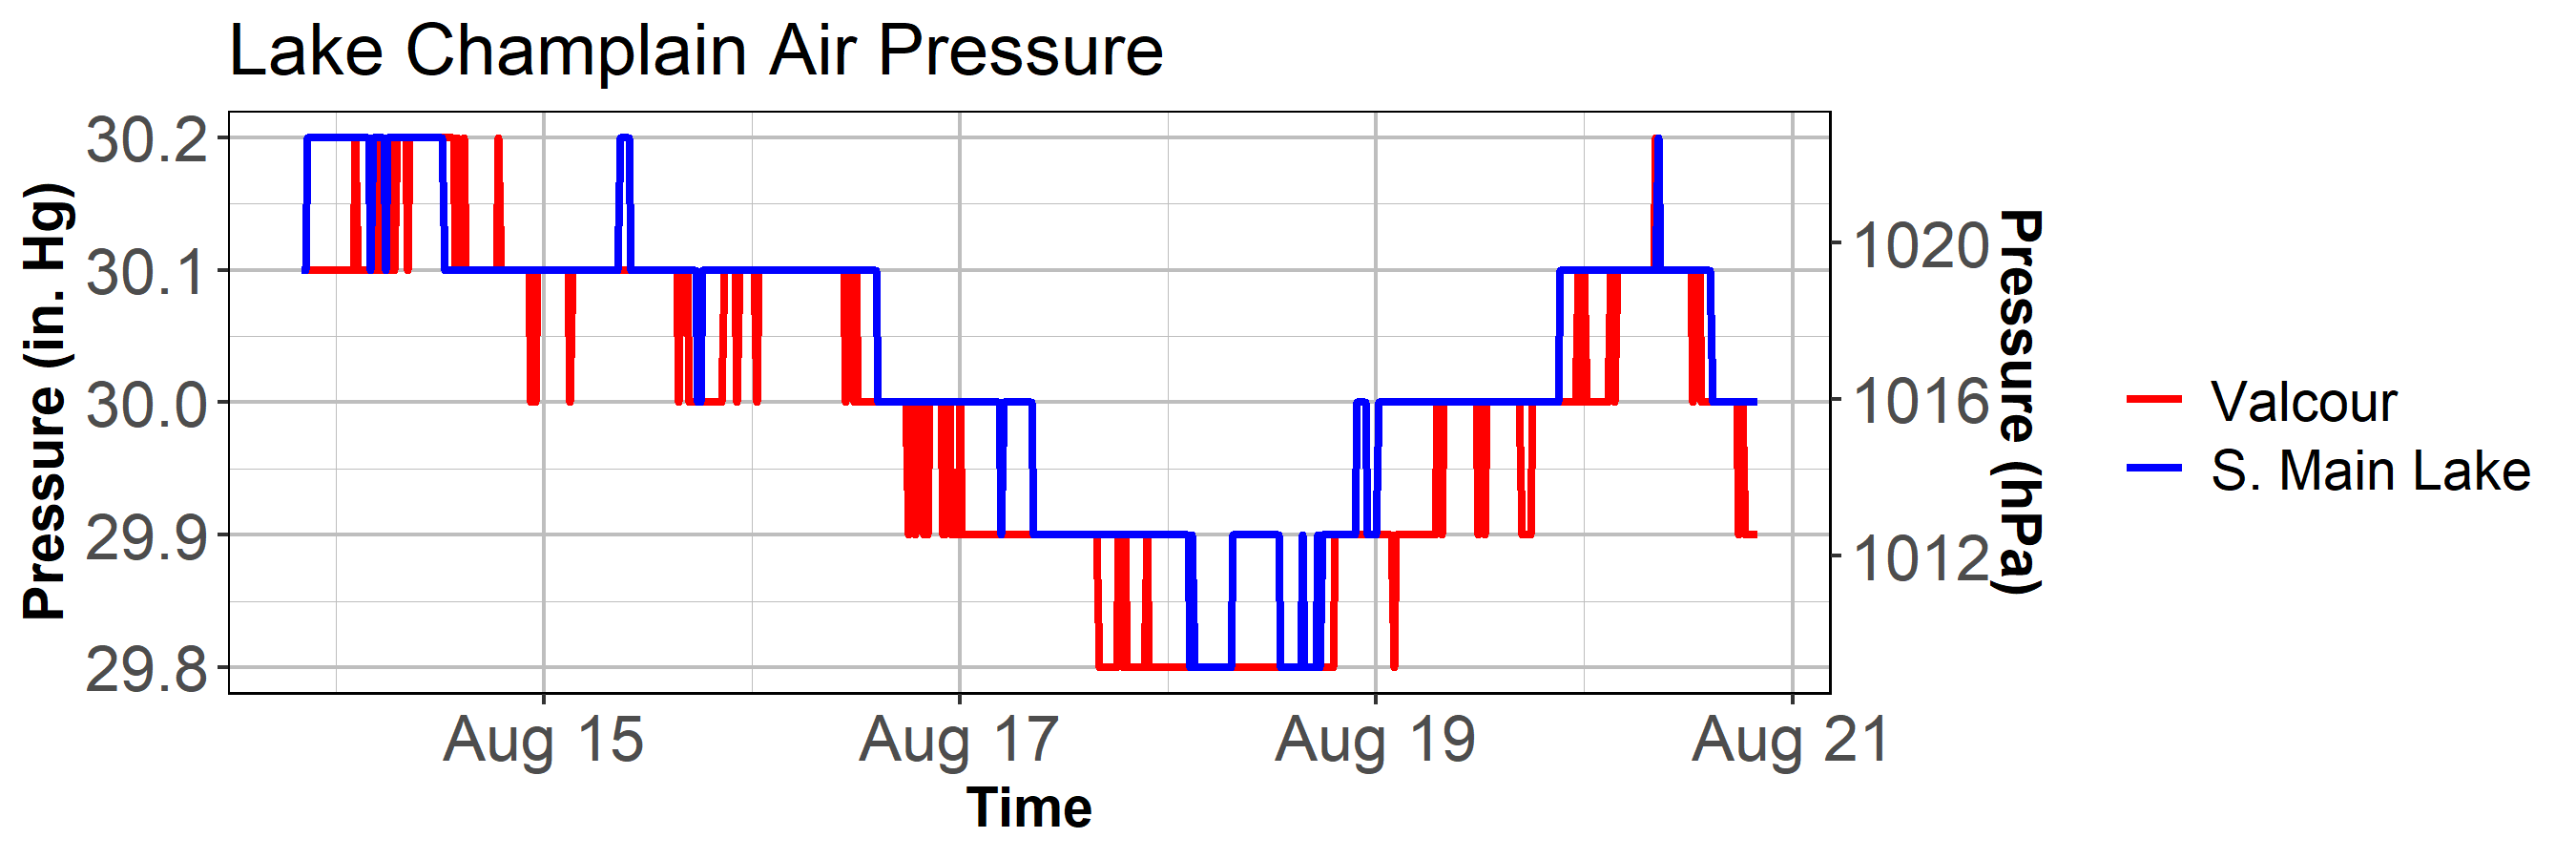 Lake Champlain Air Pressure
Pressure (in. Hg)
30.2
30.1
30.0
29.9
29.8
1020
1016
1012
Pressure (hPa)
Aug 15
Aug 17
Aug 19
Aug 21
Time
Valcour
S. Main Lake